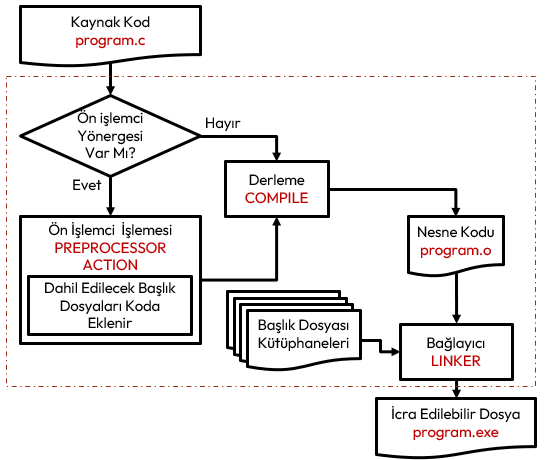 Kaynak Kod
program.c
Ön işlemci
Yönergesi
Var Mı?
Hayır
Evet
Derleme
COMPILE
Ön İşlemci İşlemesi
PREPROCESSOR
ACTION
Dahil Edilecek Başlık
Dosyaları Koda
Eklenir
Nesne Kodu
program.o
Başlık Dosyası
Kütüphaneleri
Bağlayıcı
LINKER
İcra Edilebilir Dosya
program.exe